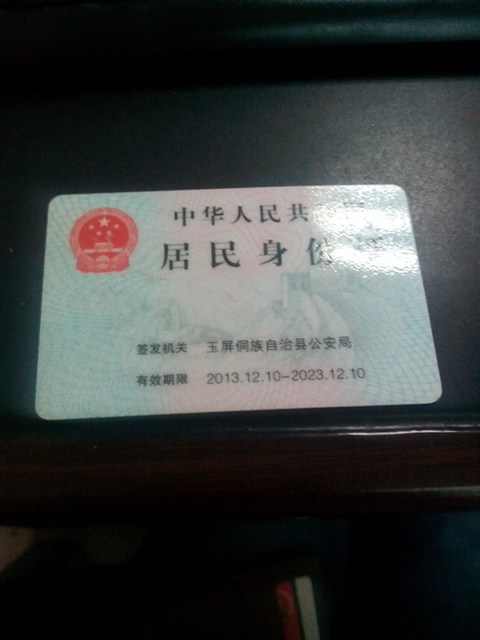 中华人民共
居民身份
签发机关 玉屏侗族自治县公安局
有效期限 2013.12.10-2023.12.10